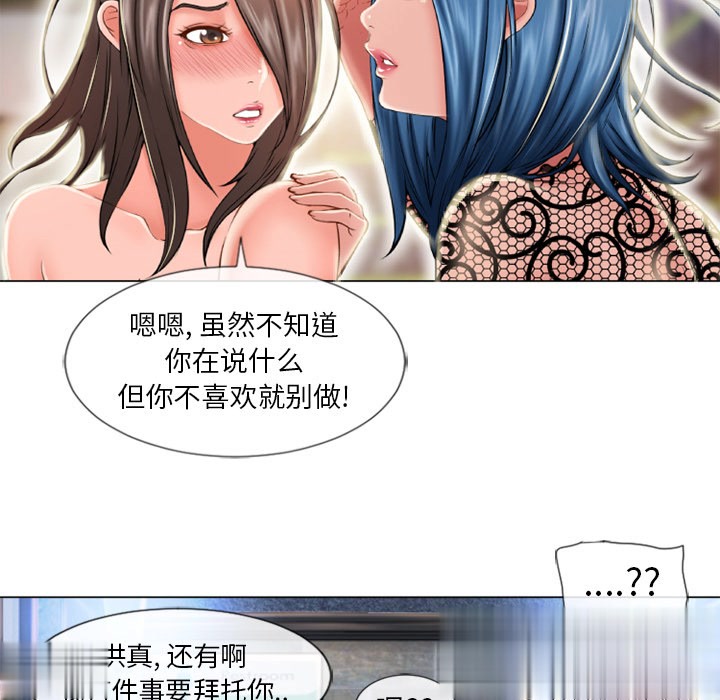 嗯嗯, 虽然不知道
你在说什么
但你不喜欢就别做!
....??
真, 还有啊
件事要拜托你..